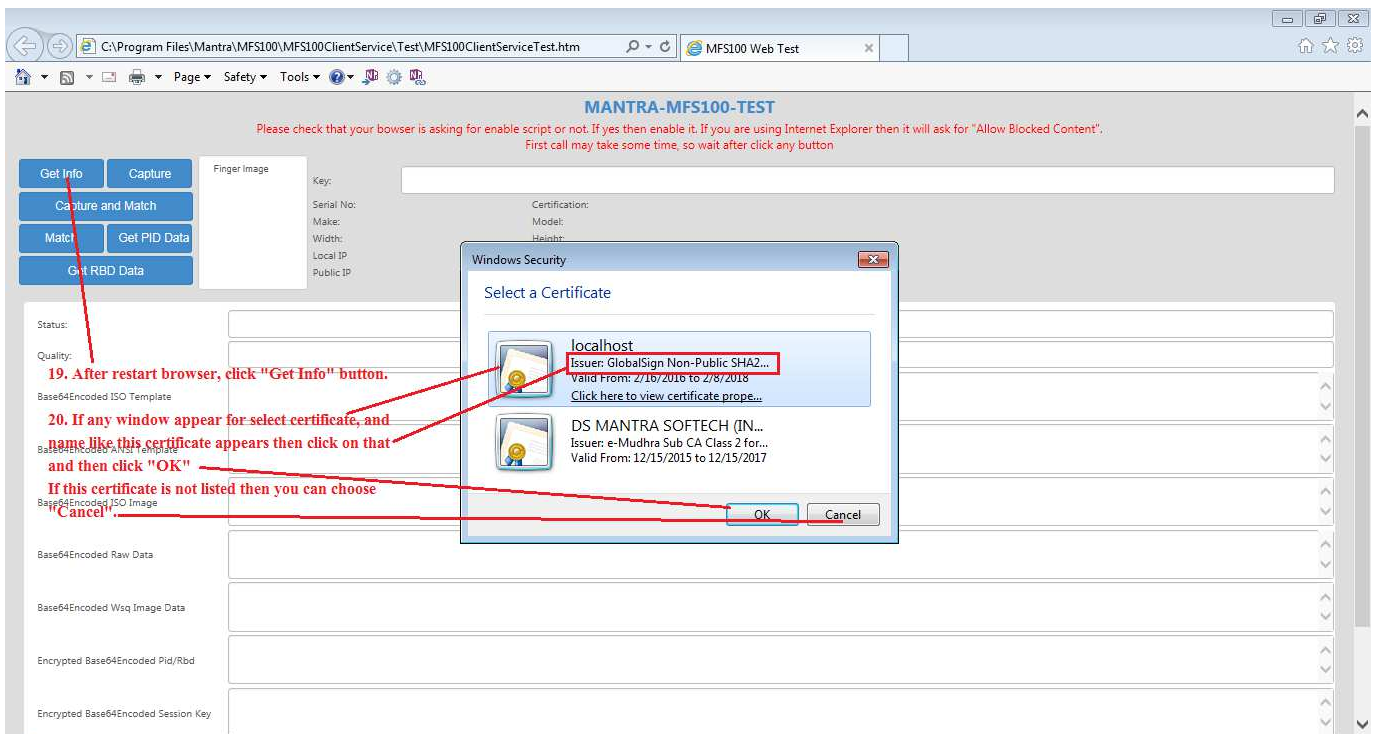 C:\Program Files\Mantra\MFS100\MFS100ClientService\Test\MFS100ClientServiceTest.htm
MFS100 Web Test
Page Safety Tools
MANTRA-MFS100-TEST
Please check that your bowser is asking for enable script or not. If yes then enable it. If you are using Internet Explorer then it will ask for "Allow Blocked Content".
First call may take some time, so wait after click any button
Get Info Capture
Capture and Match
Match Get PID Data
Get RBD Data
Finger Image
Key:
Serial No: Certification:
Make: Model:
Width: Height:
Local IP
Public IP
Windows Security
Select a Certificate
localhost
Issuer: GlobalSign Non-Public SHA2...
Valid From: 2/16/2016 to 2/8/2018
Click here to view certificate prope...
DS MANTRA SOFTECH (IN...
Issuer: e-Mudhra Sub CA Class 2 for...
Valid From: 12/15/2015 to 12/15/2017
OK Cancel
Status:
Quality:
19. After restart browser, click "Get Info" button.
Base64Encoded ISO Template
20. If any window appear for select certificate, and
name like this certificate appears then click on that
Base64Encoded ANSI Template
and then click "OK"
If this certificate is not listed then you can choose
Base64Encoded ISO Image
"Cancel".
Base64Encoded Raw Data
Base64Encoded Wsq Image Data
Encrypted Base64Encoded Pid/Rbd
Encrypted Base64Encoded Session Key